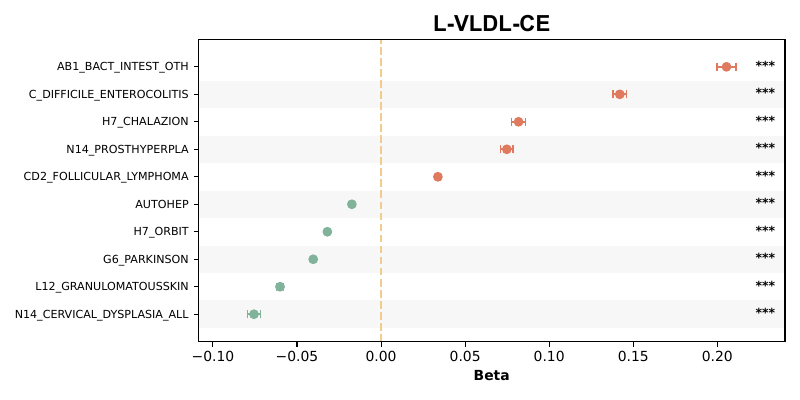 L-VLDL-CE
AB1_BACT_INTEST_OTH ***
C_DIFFICILE_ENTEROCOLITIS ***
H7_CHALAZION ***
N14_PROSTHYPERPLA ***
CD2_FOLLICULAR_LYMPHOMA ***
AUTOHEP ***
H7_ORBIT ***
G6_PARKINSON ***
L12_GRANULOMATOUSSKIN ***
N14_CERVICAL_DYSPLASIA_ALL ***
−0.10 −0.05 0.00 0.05 0.10 0.15 0.20
Beta